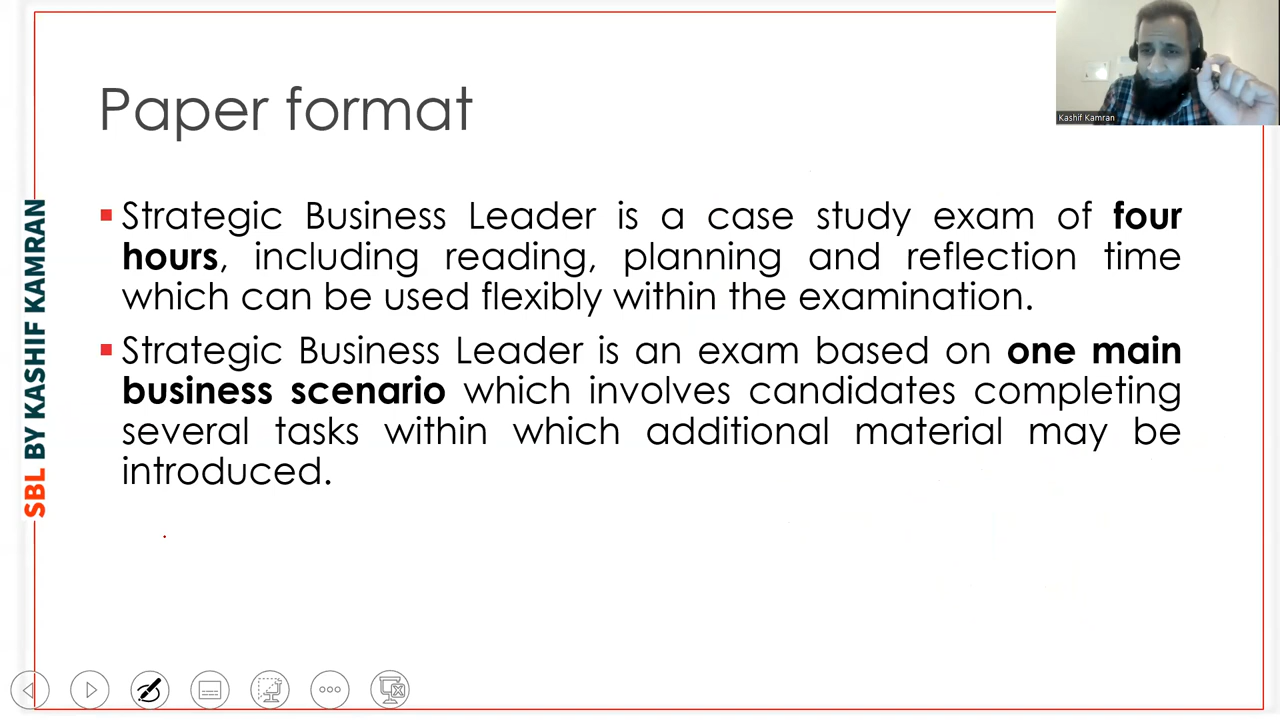 Paper format
Kashif Kamran
SBL BY KASHIF KAMRAN
▪ Strategic Business Leader is a case study exam of four
hours, including reading, planning and reflection time
which can be used flexibly within the examination.
▪ Strategic Business Leader is an exam based on one main
business scenario which involves candidates completing
several tasks within which additional material may be
introduced.